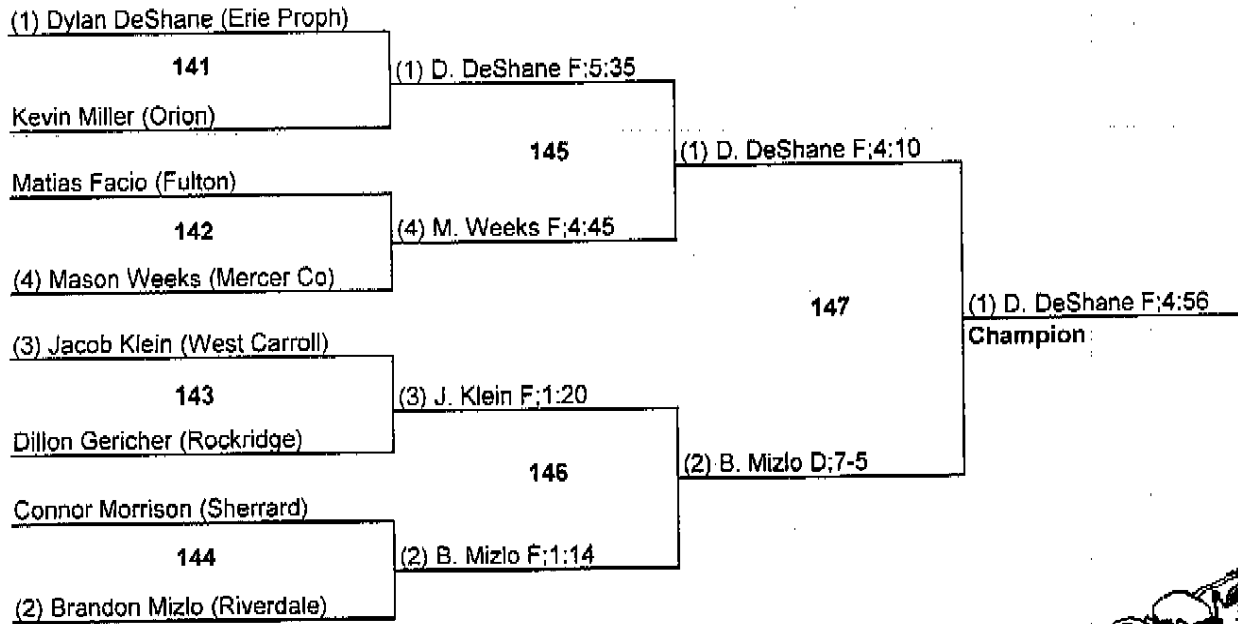 (1) Dylan DeShane (Erie Proph)
141
(1) D. DeShane F;5:35
Kevin Miller (Orion)
145
(1) D. DeShane F;4:10
Matias Facio (Fulton)
142
(4) M. Weeks F;4:45
(4) Mason Weeks (Mercer Co)
147
(1) D. DeShane F;4:56
Champion
(3) Jacob Klein (West Carroll)
143
(3) J. Klein F;1:20
Dillon Gericher (Rockridge)
146
(2) B. Mizlo D;7-5
Connor Morrison (Sherrard)
144
(2) B. Mizlo F;1:14
(2) Brandon Mizlo (Riverdale)